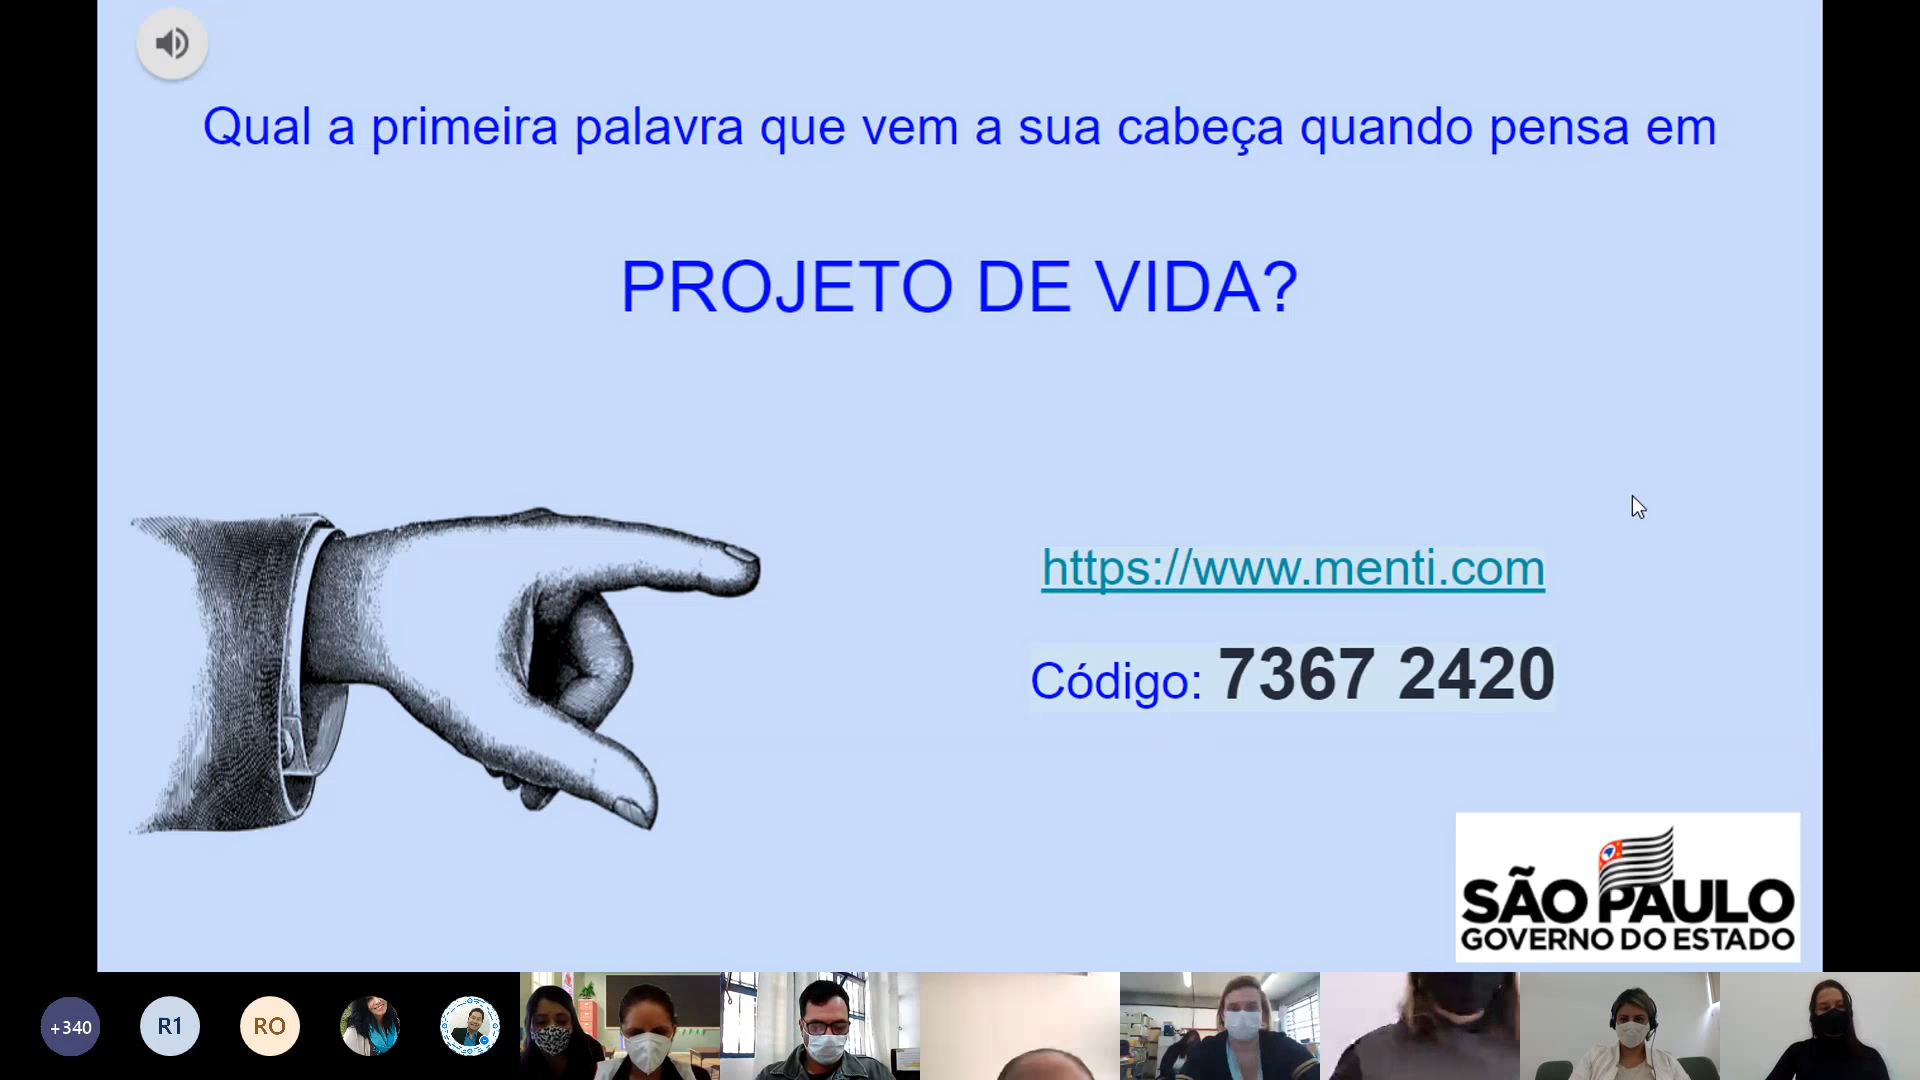 Qual a primeira palavra que vem a sua cabeça quando pensa em
PROJETO DE VIDA?
https://www.menti.com
Código: 7367 2420
SÃO PAULO
GOVERNO DO ESTADO
+340
R1
RO